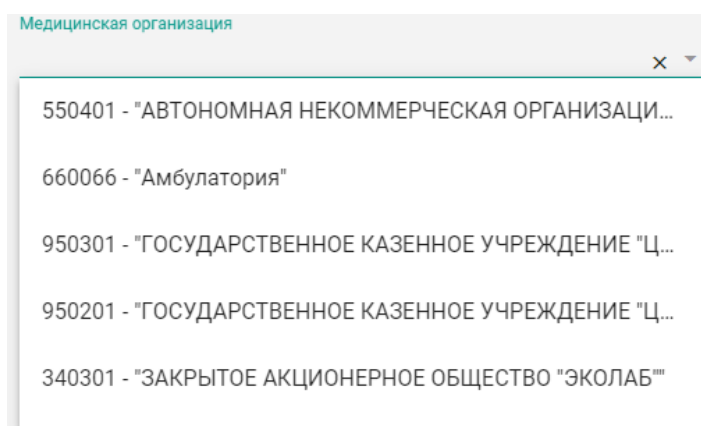 Медицинская организация
550401 - "АВТОНОМНАЯ НЕКОММЕРЧЕСКАЯ ОРГАНИЗАЦИ...
660066 - "Амбулатория"
950301 - "ГОСУДАРСТВЕННОЕ КАЗЕННОЕ УЧРЕЖДЕНИЕ "Ц...
950201 - "ГОСУДАРСТВЕННОЕ КАЗЕННОЕ УЧРЕЖДЕНИЕ "Ц...
340301 - "ЗАКРЫТОЕ АКЦИОНЕРНОЕ ОБЩЕСТВО "ЭКОЛАБ""